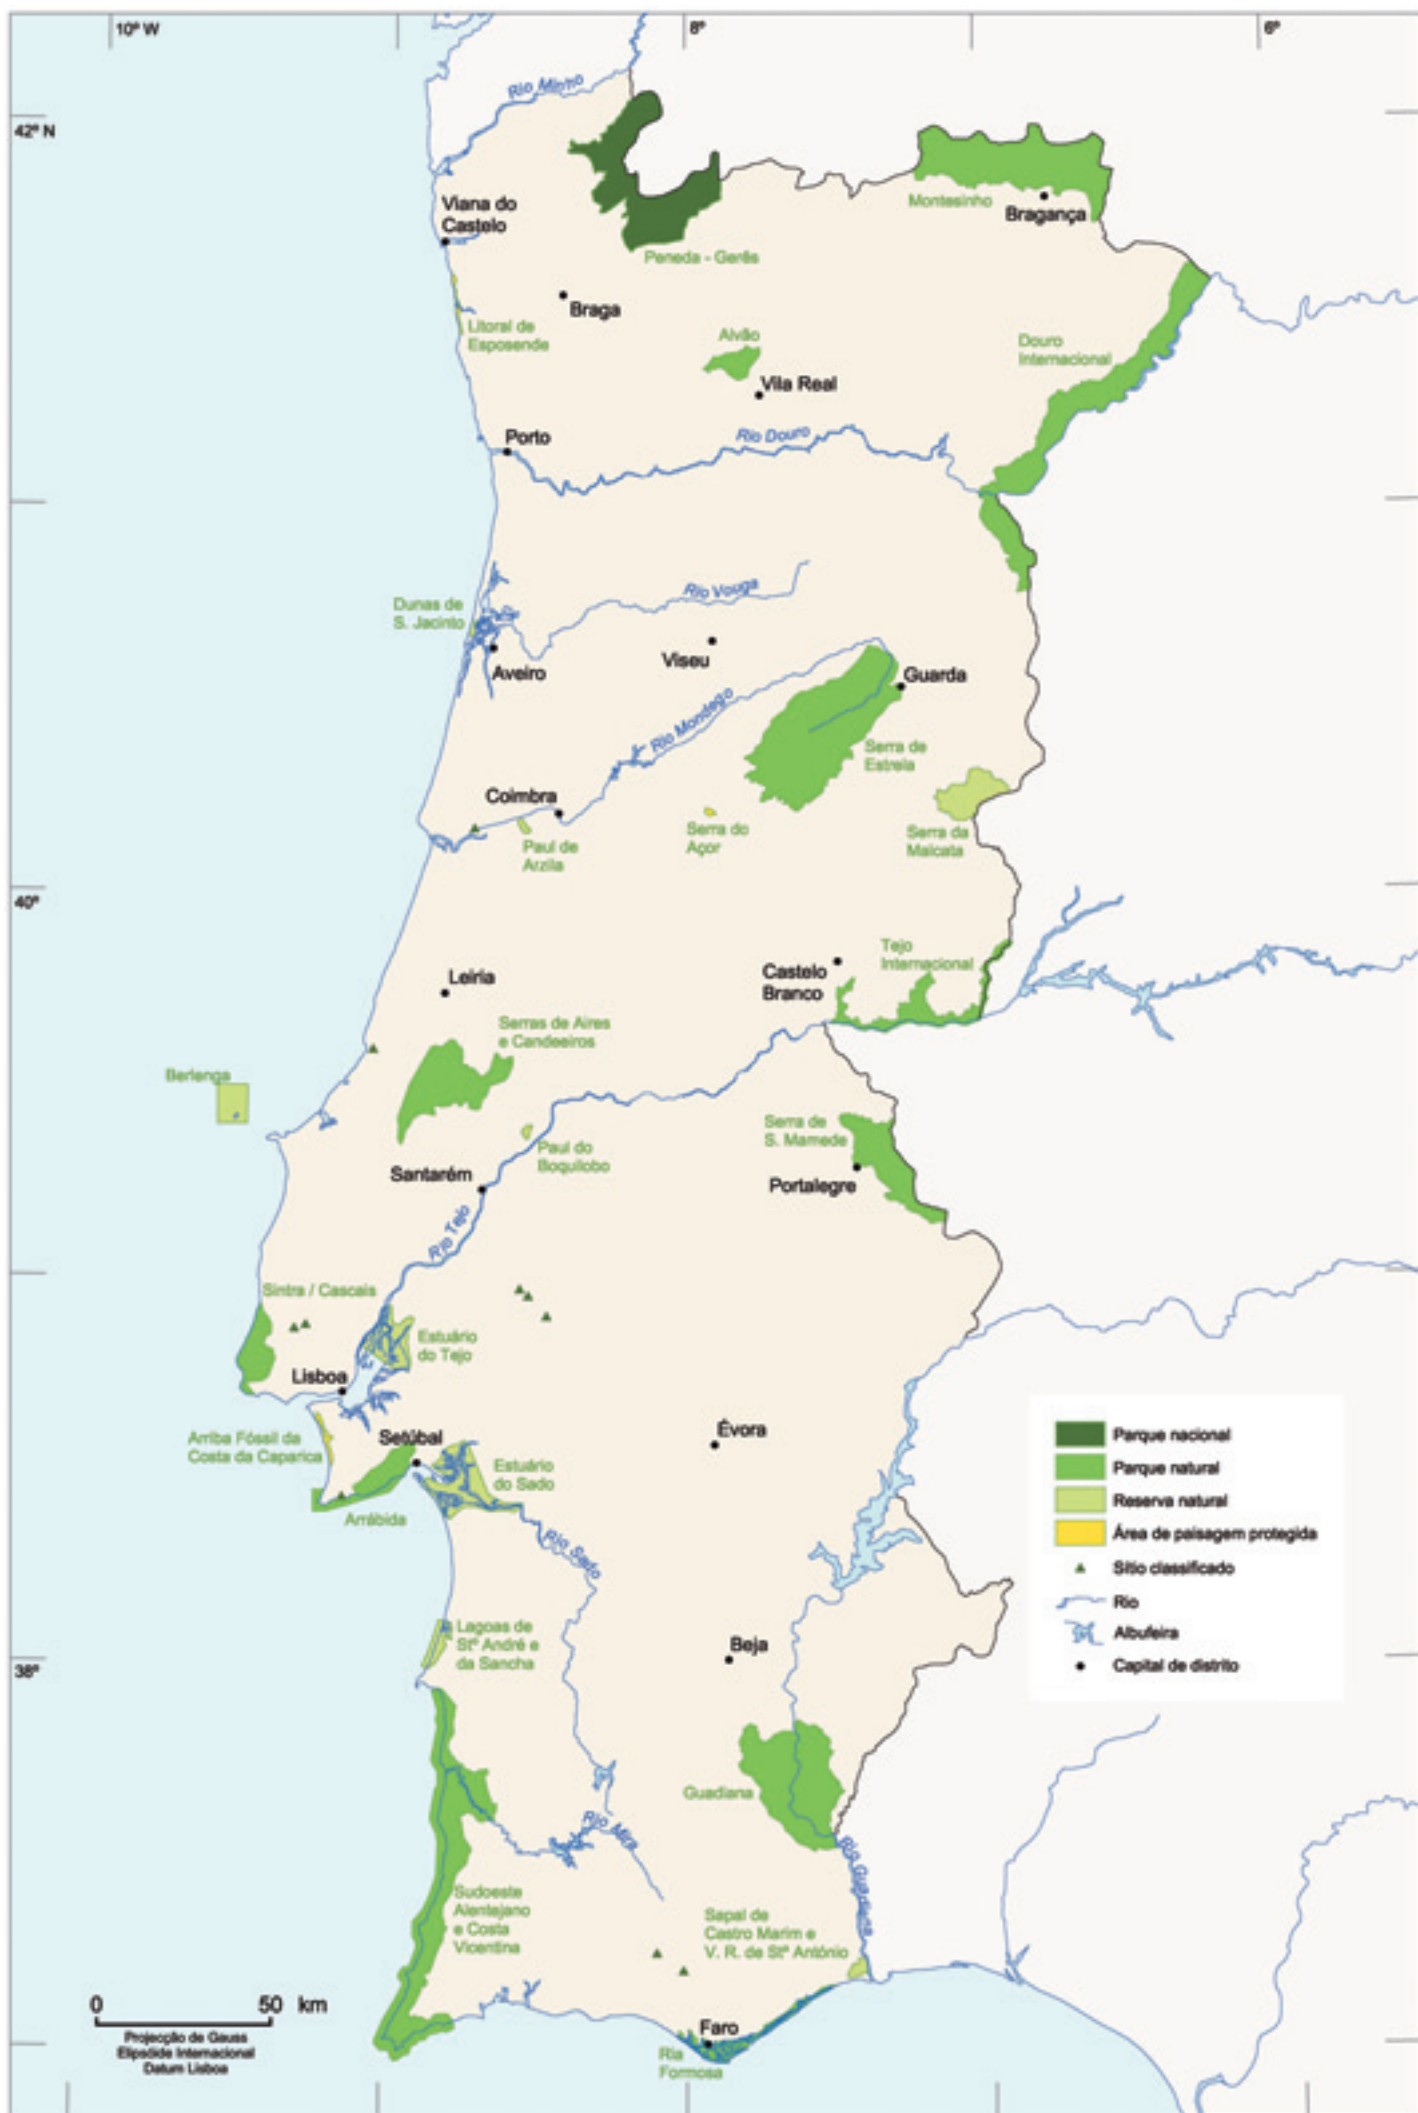 10º W
8º
6º
42º N
Rio Minho
Viana do
Castelo
Montesinho
Bragança
Peneda - Gerês
Braga
Litoral de
Esposende
Alvão
Douro
Internacional
Vila Real
Porto
Rio Douro
Rio Vouga
Dunas de
S. Jacinto
Aveiro
Viseu
Guarda
Rio Mondego
Serra de
Estrela
Coimbra
Paul de
Arzila
Serra do
Açor
Serra da
Malcata
40º
Leiria
Castelo
Branco
Tejo
Internacional
Serras de Aires
e Candeeiros
Berlenga
Serra de
S. Mamede
Paul do
Boquilobo
Santarém
Portalegre
Rio Tejo
Sintra / Cascais
Estuário
do Tejo
Lisboa
Arriba Fóssil da
Costa da Caparica
Setúbal
Évora
Estuário
do Sado
Arrábida
Rio Sado
Parque nacional
Parque natural
Reserva natural
Área de paisagem protegida
Sítio classificado
Rio
Albufeira
Capital de distrito
Lagoas de
Stº André e
da Sancha
Beja
38º
Guadiana
Rio Mira
Rio Guadiana
Sudoeste
Alentejano
e Costa
Vicentina
Sapal de
Castro Marim e
V. R. de Stº António
0 50 km
Projecção de Gauss
Elipsóide Internacional
Datum Lisboa
Faro
Ria
Formosa